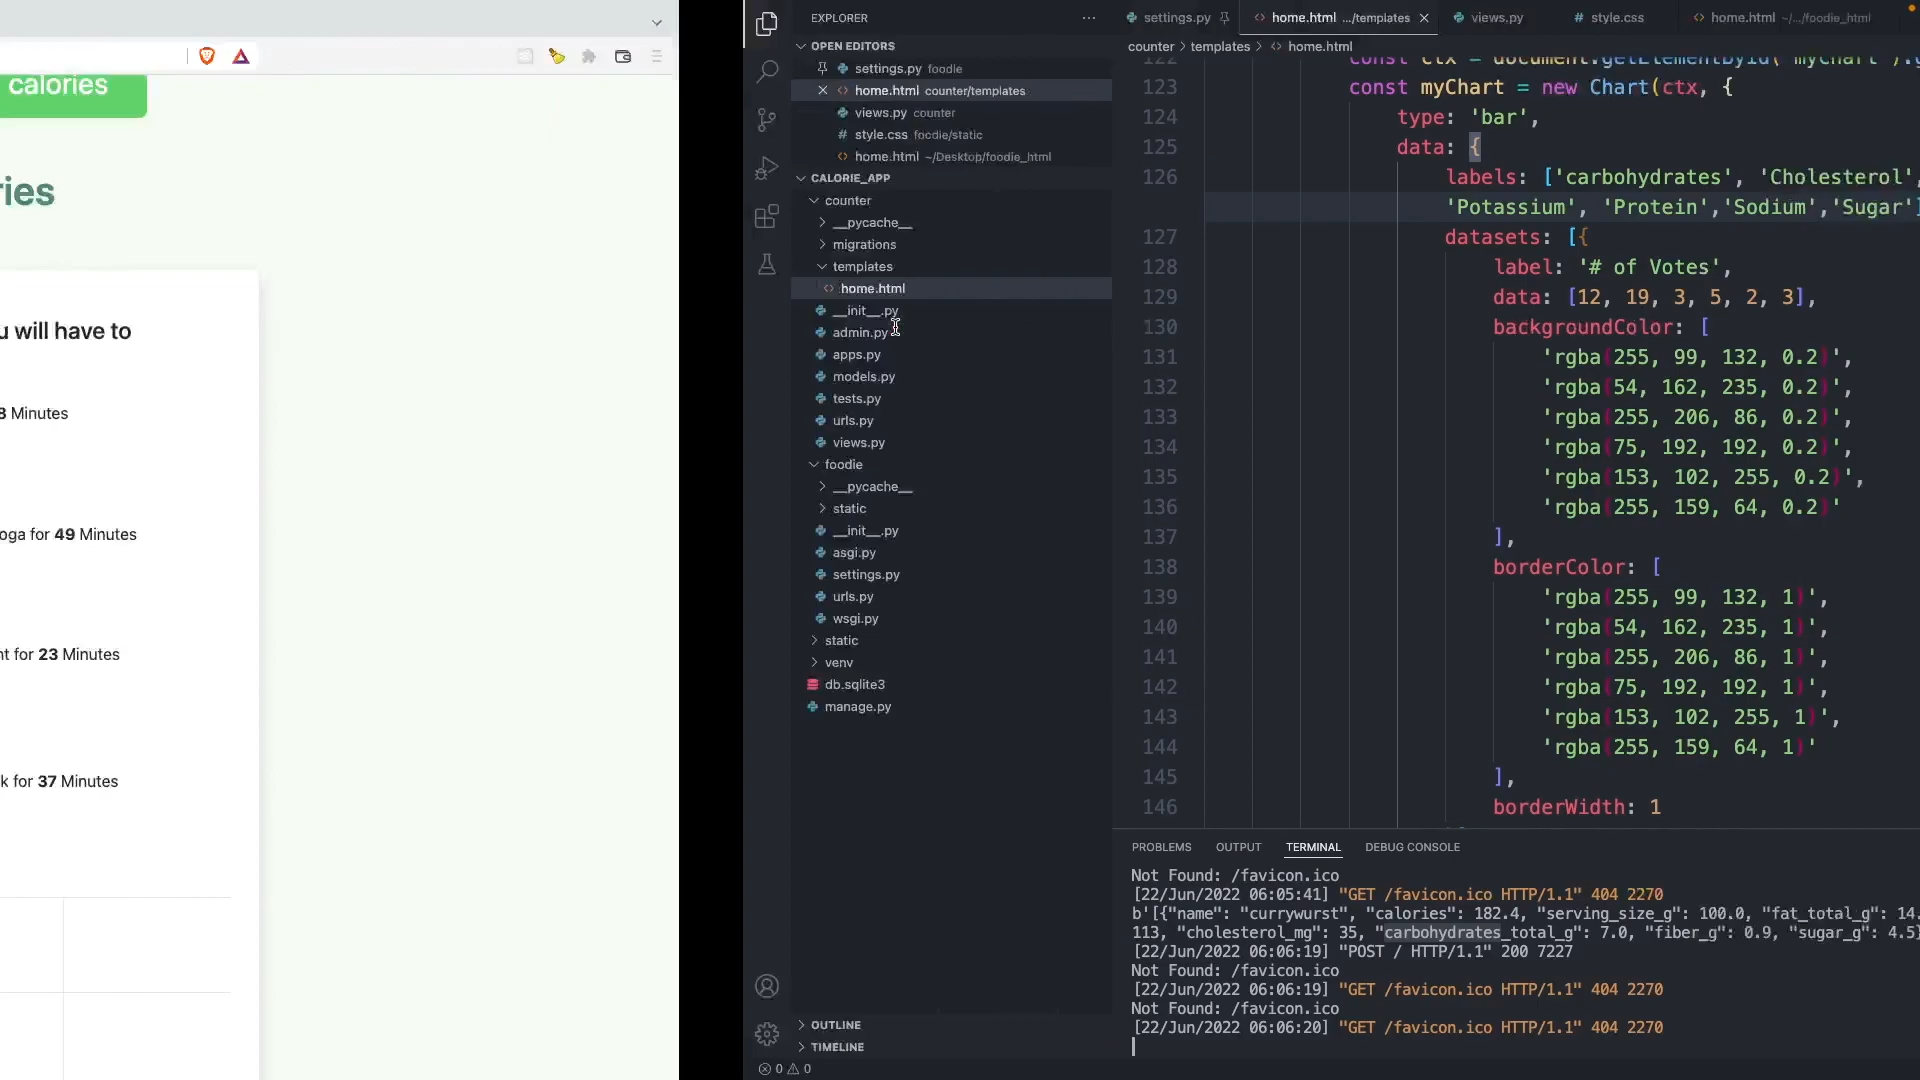 calories
ries
u will have to
8 Minutes
oga for 49 Minutes
nt for 23 Minutes
k for 37 Minutes
EXPLORER
OPEN EDITORS
settings.py foodie
home.html counter/templates
views.py counter
# style.css foodie/static
home.html ~/Desktop/foodie_html
CALORIE_APP
counter
__pycache__
migrations
templates
home.html
__init__.py
admin.py
apps.py
models.py
tests.py
urls.py
views.py
foodie
__pycache__
static
__init__.py
asgi.py
settings.py
urls.py
wsgi.py
static
venv
db.sqlite3
manage.py
OUTLINE
TIMELINE
0 0
settings.py
home.html .../templates
views.py
# style.css
home.html ~/.../foodie_html
counter > templates > home.html
122 const ctx = document.getElementById('myChart').g
123 const myChart = new Chart(ctx, {
124 type: 'bar',
125 data: {
126 labels: ['carbohydrates', 'Cholesterol',
'Potassium', 'Protein','Sodium','Sugar']
127 datasets: [{
128 label: '# of Votes',
129 data: [12, 19, 3, 5, 2, 3],
130 backgroundColor: [
131 'rgba(255, 99, 132, 0.2)',
132 'rgba(54, 162, 235, 0.2)',
133 'rgba(255, 206, 86, 0.2)',
134 'rgba(75, 192, 192, 0.2)',
135 'rgba(153, 102, 255, 0.2)',
136 'rgba(255, 159, 64, 0.2)'
137 ],
138 borderColor: [
139 'rgba(255, 99, 132, 1)',
140 'rgba(54, 162, 235, 1)',
141 'rgba(255, 206, 86, 1)',
142 'rgba(75, 192, 192, 1)',
143 'rgba(153, 102, 255, 1)',
144 'rgba(255, 159, 64, 1)'
145 ],
146 borderWidth: 1
PROBLEMS OUTPUT TERMINAL DEBUG CONSOLE
Not Found: /favicon.ico
[22/Jun/2022 06:05:41] "GET /favicon.ico HTTP/1.1" 404 2270
b'[{"name": "currywurst", "calories": 182.4, "serving_size_g": 100.0, "fat_total_g": 14.
113, "cholesterol_mg": 35, "carbohydrates_total_g": 7.0, "fiber_g": 0.9, "sugar_g": 4.5}
[22/Jun/2022 06:06:19] "POST / HTTP/1.1" 200 7227
Not Found: /favicon.ico
[22/Jun/2022 06:06:19] "GET /favicon.ico HTTP/1.1" 404 2270
Not Found: /favicon.ico
[22/Jun/2022 06:06:20] "GET /favicon.ico HTTP/1.1" 404 2270